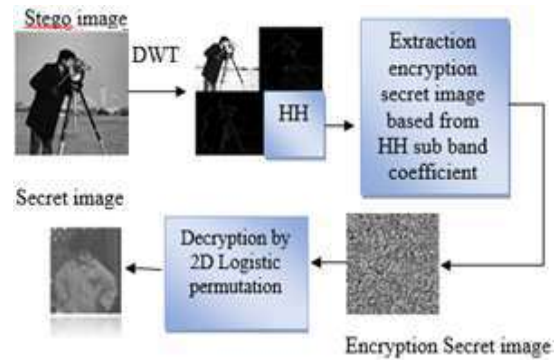 Stego image
DWT
HH
Extraction
encryption
secret image
based from
HH sub band
coefficient
Secret image
Decryption by
2D Logistic
permutation
Encryption Secret image